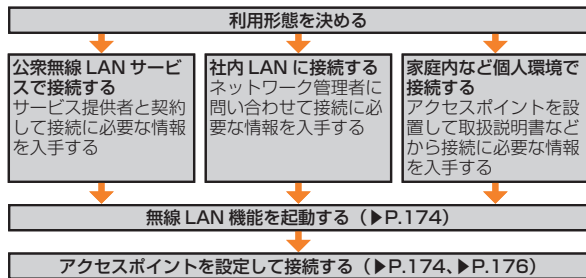 利用形態を決める
公衆無線 LAN サービ
スで接続する
サービス提供者と契約
して接続に必要な情報
を入手する
社内 LAN に接続する
ネットワーク管理者に
問い合わせて接続に必
要な情報を入手する
家庭内など個人環境で
接続する
アクセスポイントを設
置して取扱説明書など
から接続に必要な情報
を入手する
無線 LAN 機能を起動する（▶P.174）
アクセスポイントを設定して接続する（▶P.174、▶P.176）